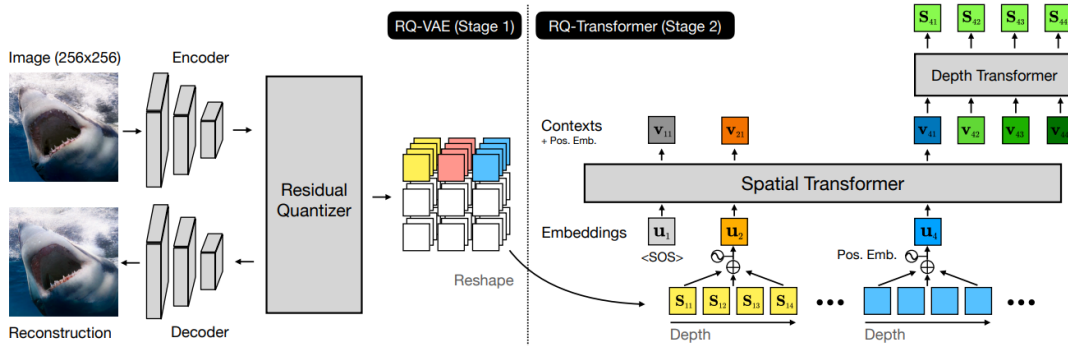 RQ-VAE (Stage 1)
RQ-Transformer (Stage 2)
Image (256x256)
Encoder
Residual
Quantizer
Reconstruction
Decoder
Reshape
S41 S42 S43 S44
Depth Transformer
Contexts
+ Pos. Emb.
v11 v21 v41 v42 v43 v44
Spatial Transformer
Embeddings
u1 u2 u4
<SOS>
Pos. Emb.
S11 S12 S13 S14
Depth
Depth